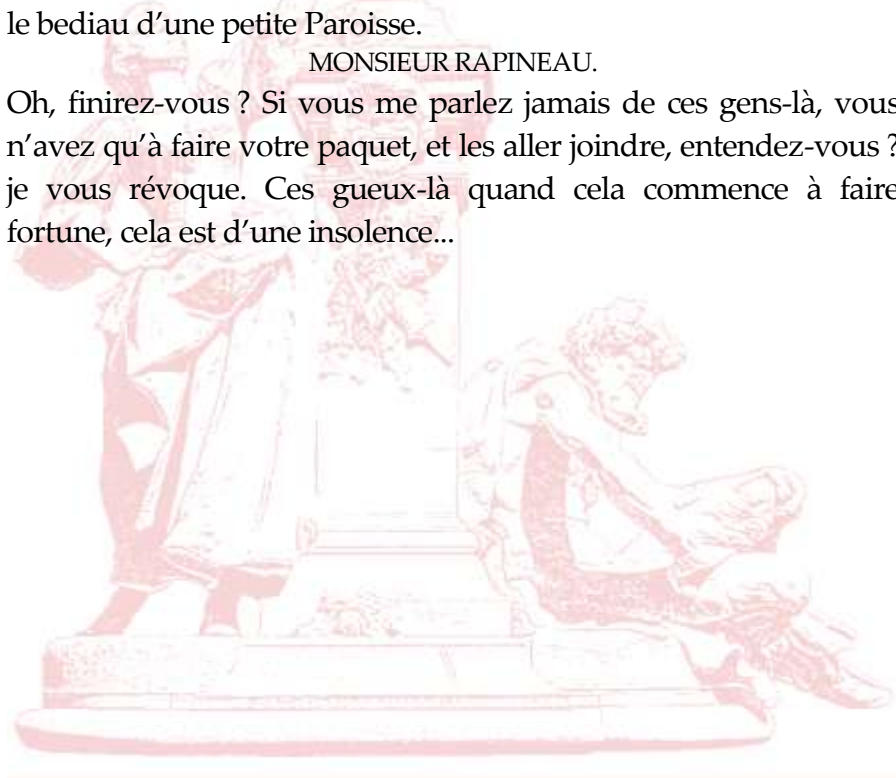 le bediau d’une petite Paroisse.
MONSIEUR RAPINEAU.
Oh, finirez-vous ? Si vous me parlez jamais de ces gens-là, vous
n’avez qu’à faire votre paquet, et les aller joindre, entendez-vous ?
je vous révoque. Ces gueux-là quand cela commence à faire
fortune, cela est d’une insolence...